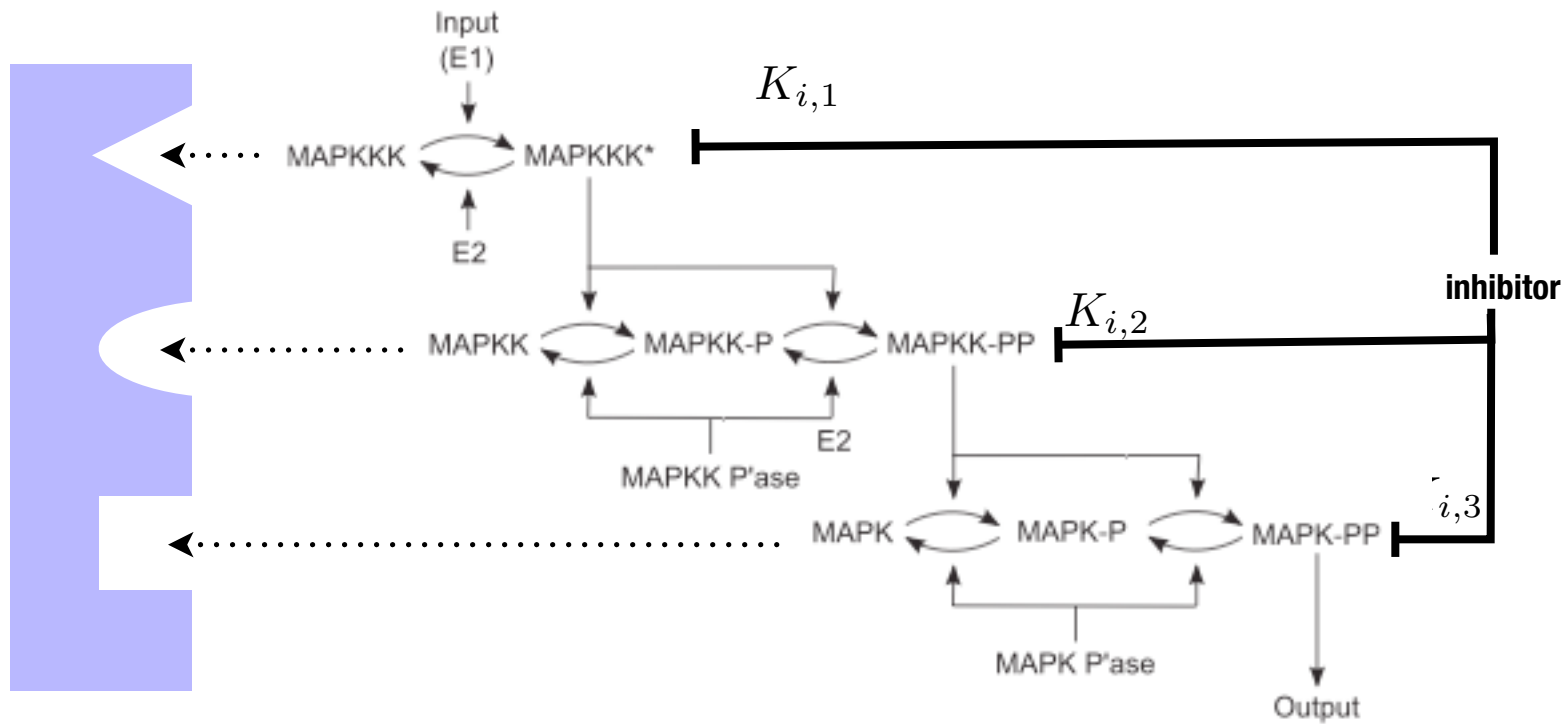 Input
(E1)
K_{i,1}
MAPKKK
MAPKKK*
E2
inhibitor
K_{i,2}
MAPKK
MAPKK-P
MAPKK-PP
E2
MAPKK P'ase
i,3
MAPK
MAPK-P
MAPK-PP
MAPK P'ase
Output